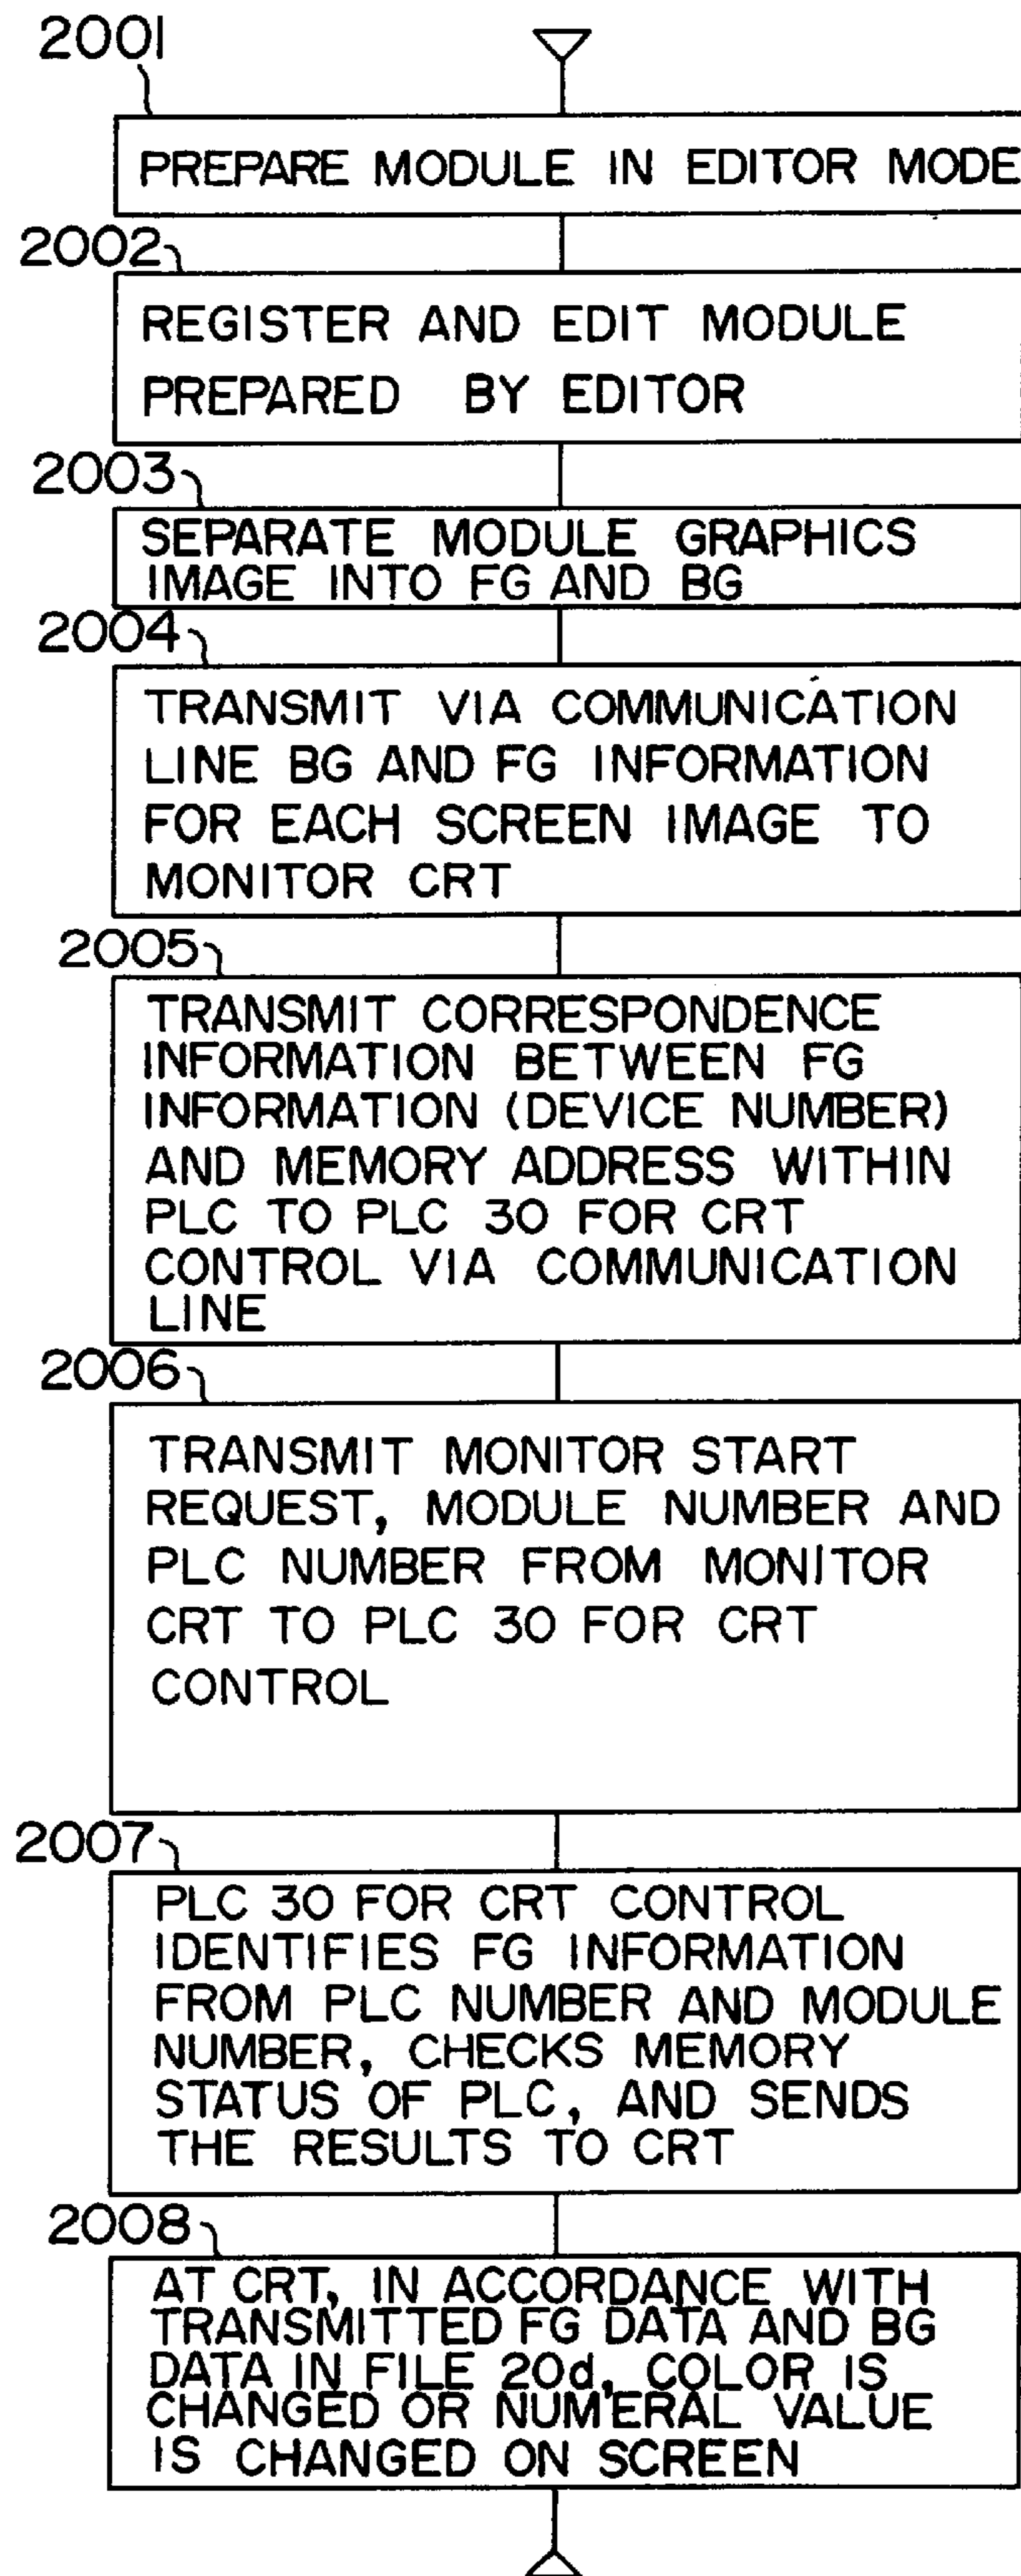 2001
PREPARE MODULE IN EDITOR MODE
2002
REGISTER AND EDIT MODULE
PREPARED BY EDITOR
2003
SEPARATE MODULE GRAPHICS
IMAGE INTO FG AND BG
2004
TRANSMIT VIA COMMUNICATION
LINE BG AND FG INFORMATION
FOR EACH SCREEN IMAGE TO
MONITOR CRT
2005
TRANSMIT CORRESPONDENCE
INFORMATION BETWEEN FG
INFORMATION (DEVICE NUMBER)
AND MEMORY ADDRESS WITHIN
PLC TO PLC 30 FOR CRT
CONTROL VIA COMMUNICATION
LINE
2006
TRANSMIT MONITOR START
REQUEST, MODULE NUMBER AND
PLC NUMBER FROM MONITOR
CRT TO PLC 30 FOR CRT
CONTROL
2007
PLC 30 FOR CRT CONTROL
IDENTIFIES FG INFORMATION
FROM PLC NUMBER AND MODULE
NUMBER, CHECKS MEMORY
STATUS OF PLC, AND SENDS
THE RESULTS TO CRT
2008
AT CRT, IN ACCORDANCE WITH
TRANSMITTED FG DATA AND BG
DATA IN FILE 20d, COLOR IS
CHANGED OR NUMERAL VALUE
IS CHANGED ON SCREEN